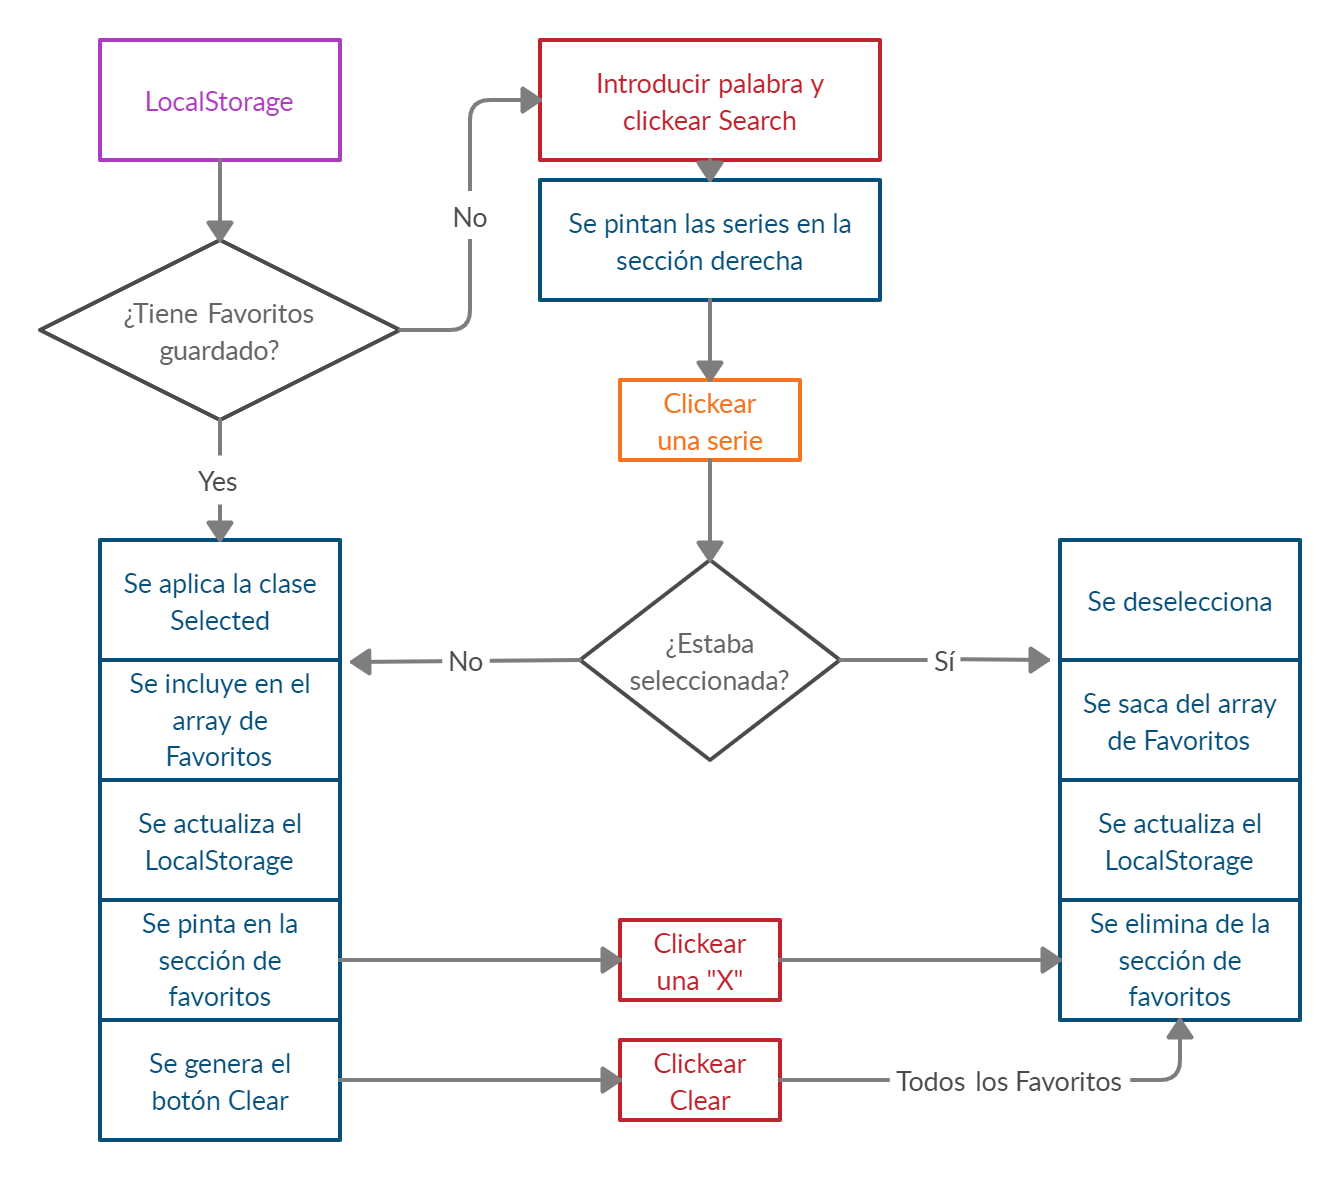 LocalStorage
Introducir palabra y
clickear Search
No
Se pintan las series en la
sección derecha
¿Tiene Favoritos
guardado?
Clickear
una serie
Yes
Se aplica la clase
Selected
Se incluye en el
array de
Favoritos
Se actualiza el
LocalStorage
Se pinta en la
sección de
favoritos
Se genera el
botón Clear
No
¿Estaba
seleccionada?
Sí
Se deselecciona
Se saca del array
de Favoritos
Se actualiza el
LocalStorage
Se elimina de la
sección de
favoritos
Clickear
una "X"
Clickear
Clear
Todos los Favoritos